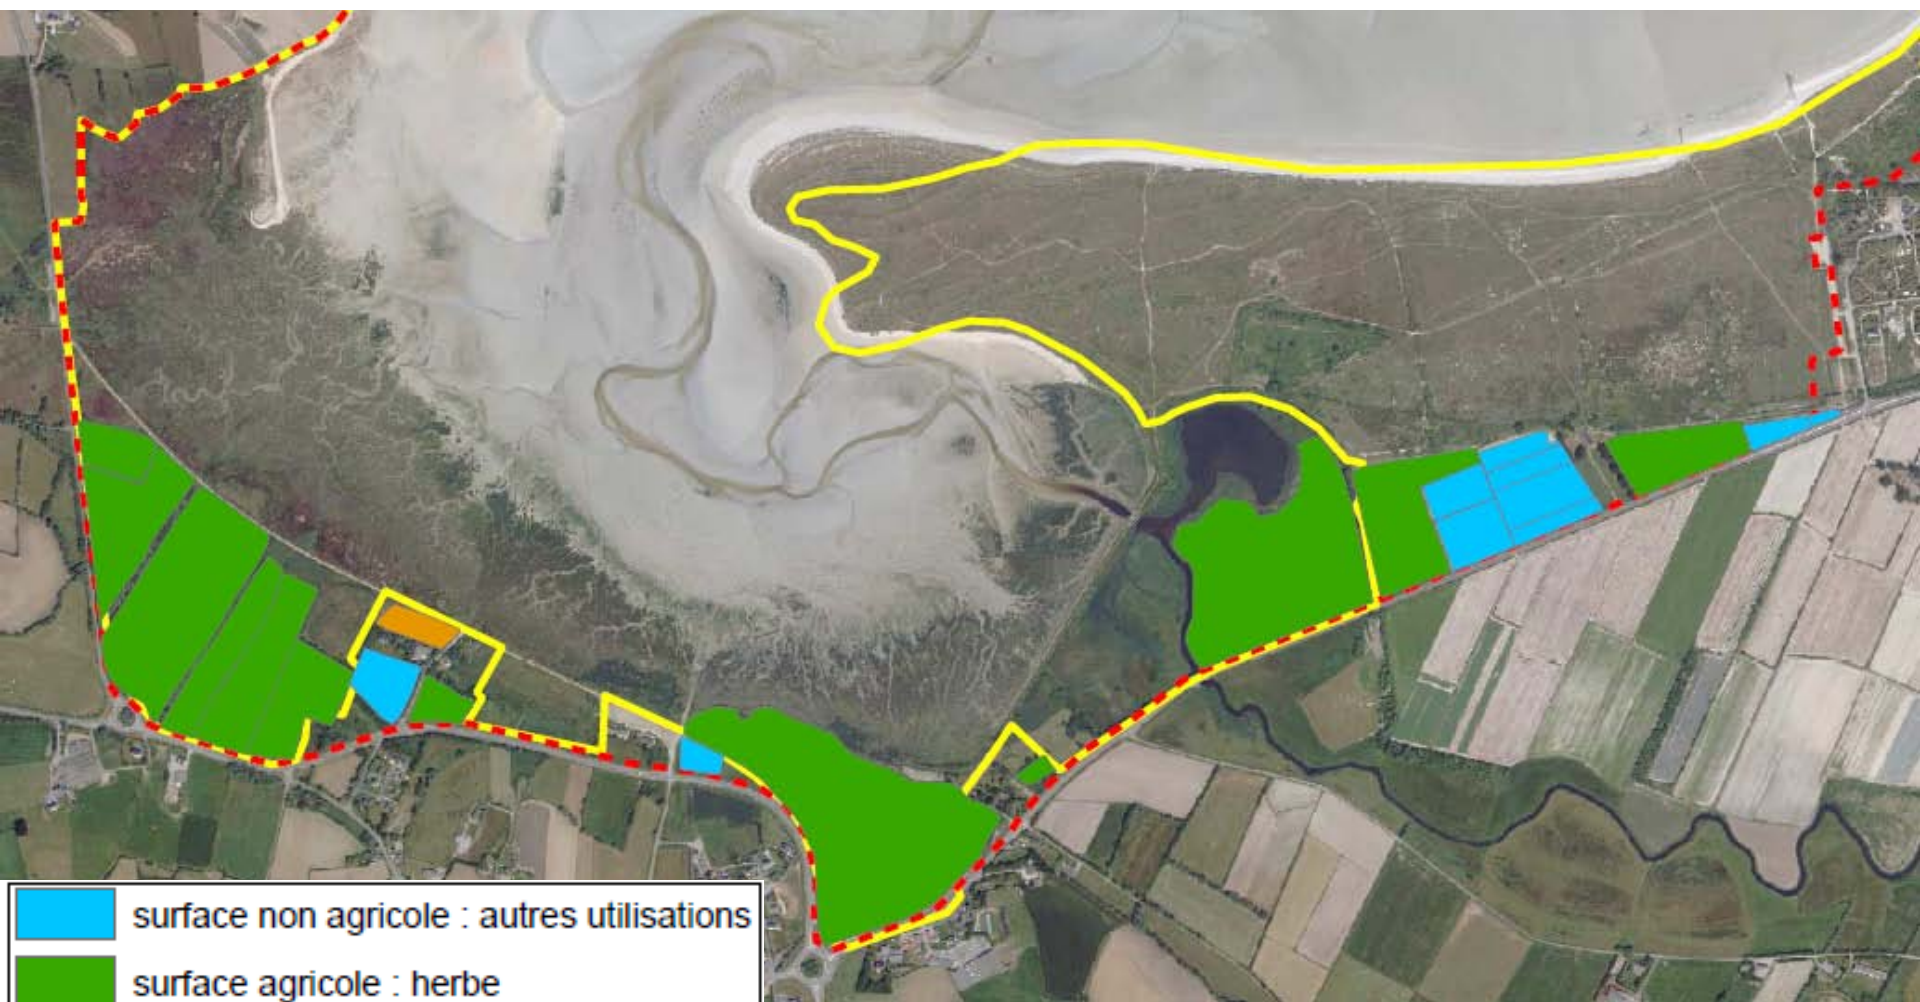 surface non agricole : autres utilisations
surface agricole : herbe